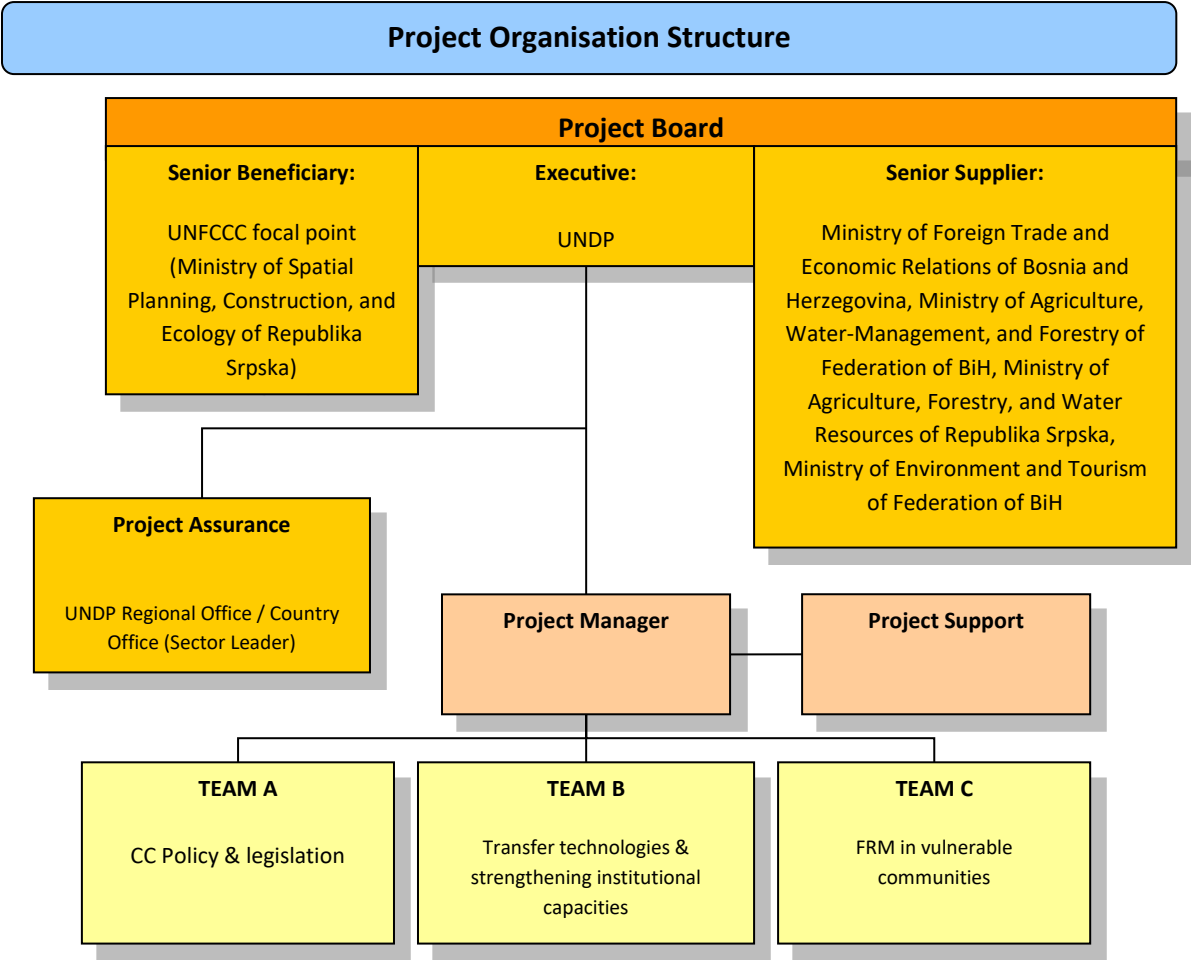 Project Organisation Structure
Project Board
Senior Beneficiary:
UNFCCC focal point
(Ministry of Spatial
Planning, Construction, and
Ecology of Republika
Srpska)
Executive:
UNDP
Senior Supplier:
Ministry of Foreign Trade and
Economic Relations of Bosnia and
Herzegovina, Ministry of Agriculture,
Water-Management, and Forestry of
Federation of BiH, Ministry of
Agriculture, Forestry, and Water
Resources of Republika Srpska,
Ministry of Environment and Tourism
of Federation of BiH
Project Assurance
UNDP Regional Office / Country
Office (Sector Leader)
Project Manager
Project Support
TEAM A
CC Policy & legislation
TEAM B
Transfer technologies &
strengthening institutional
capacities
TEAM C
FRM in vulnerable
communities